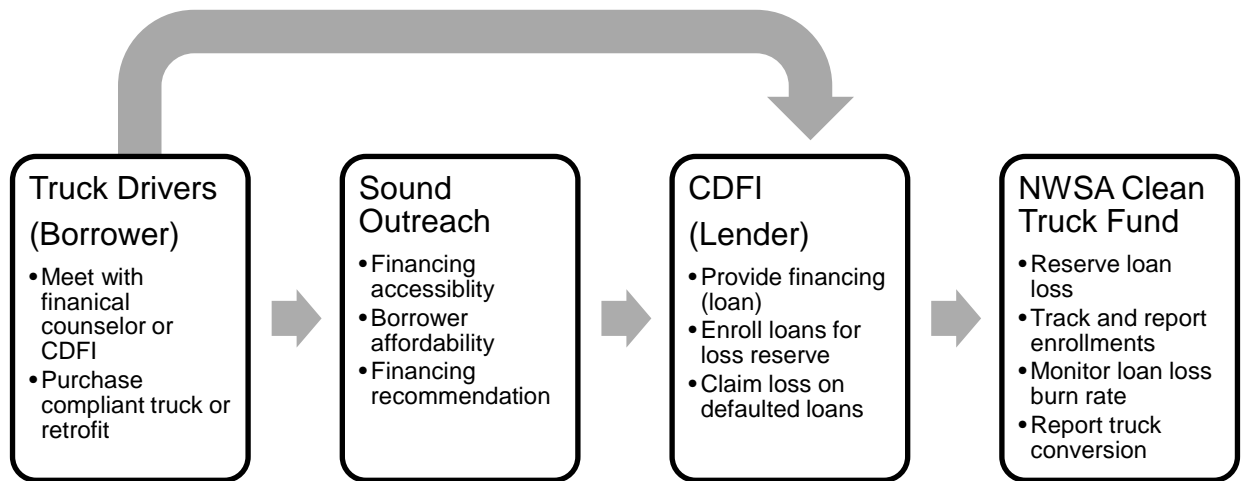 Truck Drivers
(Borrower)
•Meet with
finanical
counselor or
CDFI
•Purchase
compliant truck or
retrofit
Sound
Outreach
•Financing
accessiblity
•Borrower
affordability
•Financing
recommendation
CDFI
(Lender)
•Provide financing
(loan)
•Enroll loans for
loss reserve
•Claim loss on
defaulted loans
NWSA Clean
Truck Fund
•Reserve loan
loss
•Track and report
enrollments
•Monitor loan loss
burn rate
•Report truck
conversion